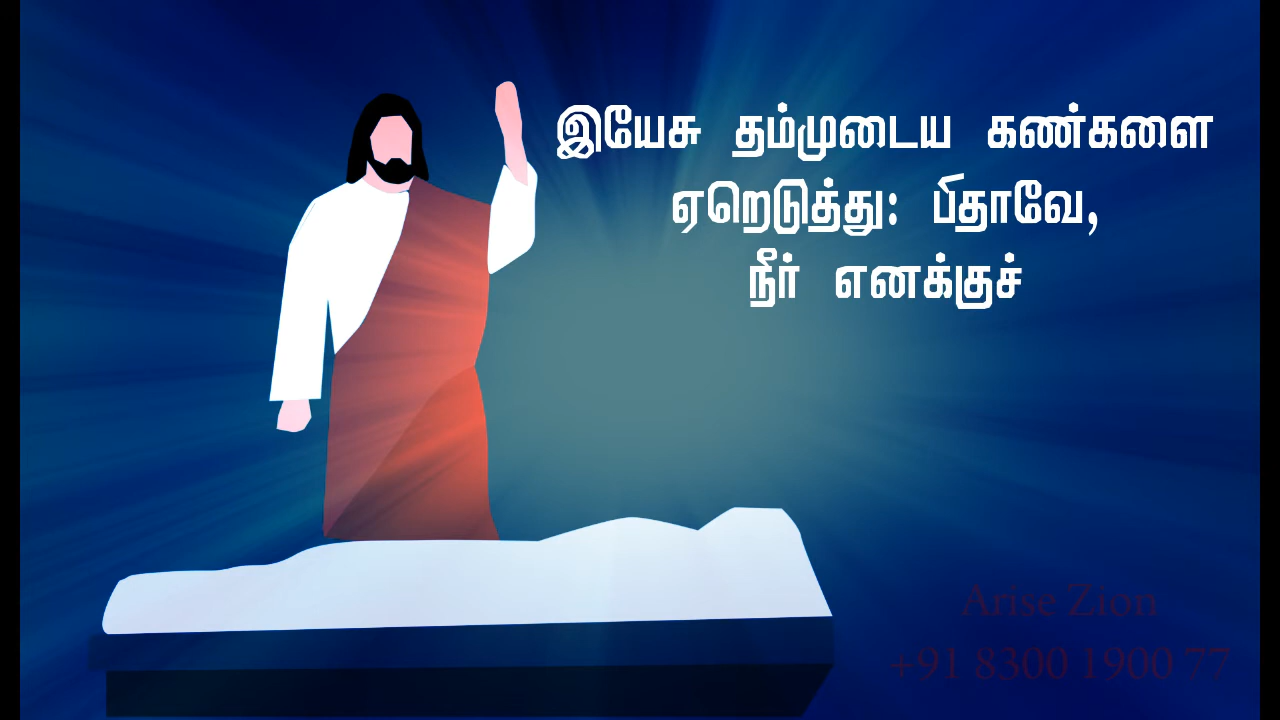 இயேசு தம்முடைய கண்களை
ஏறெடுத்து: பிதாவே,
நீர் எனக்குச்
Arise Zion
+91 8300 1900 77